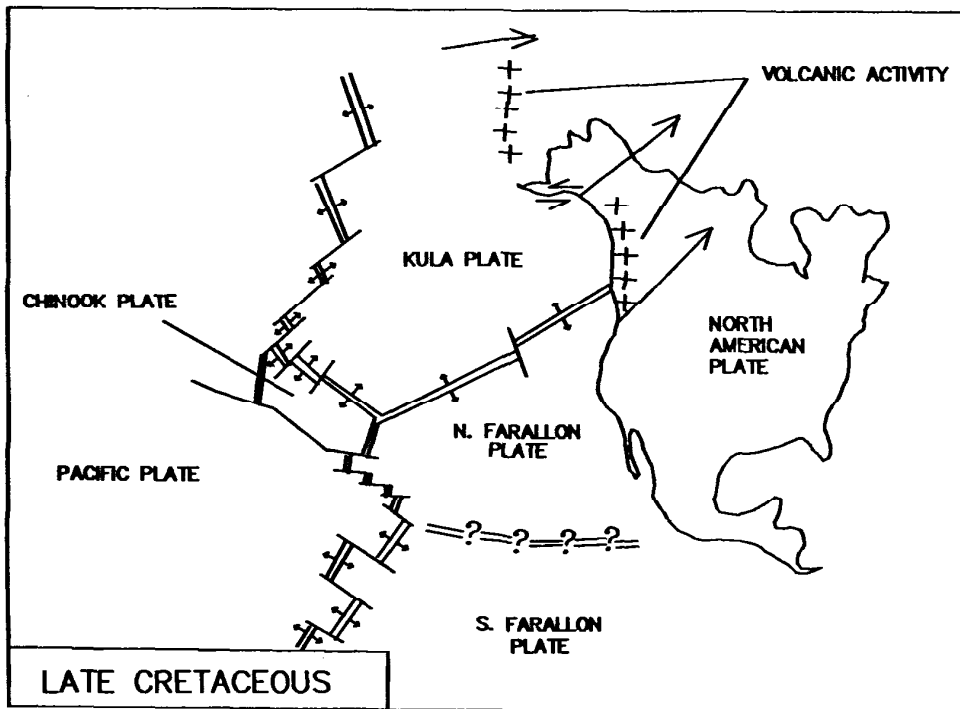 VOLCANIC ACTIVITY
KULA PLATE
CHINOOK PLATE
NORTH
AMERICAN
PLATE
N. FARALLON
PLATE
PACIFIC PLATE
? ? ? ?
S. FARALLON
PLATE
LATE CRETACEOUS